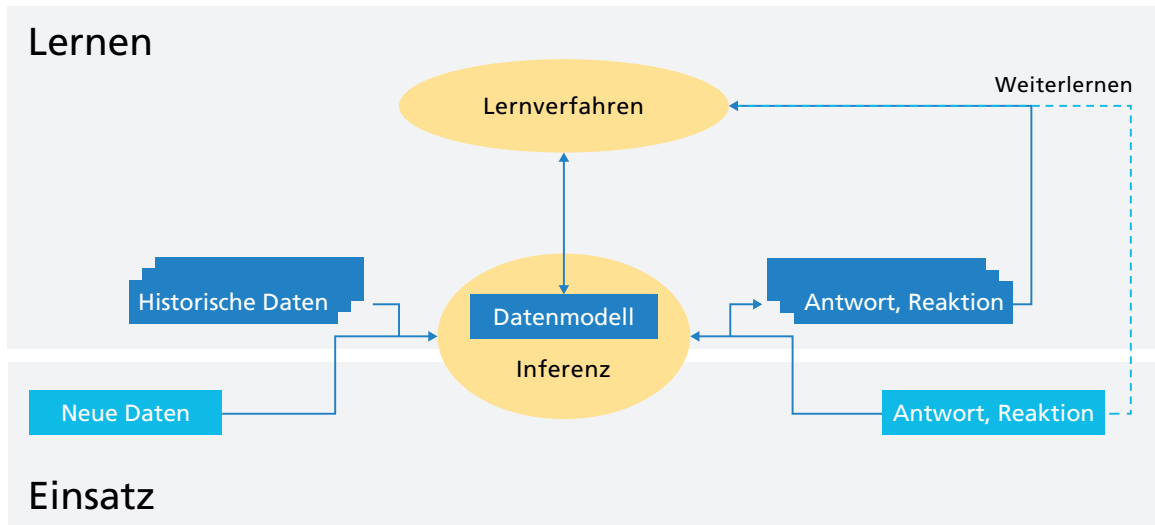 Lernen
Weiterlernen
Lernverfahren
Historische Daten
Datenmodell
Antwort, Reaktion
Inferenz
Neue Daten
Antwort, Reaktion
Einsatz